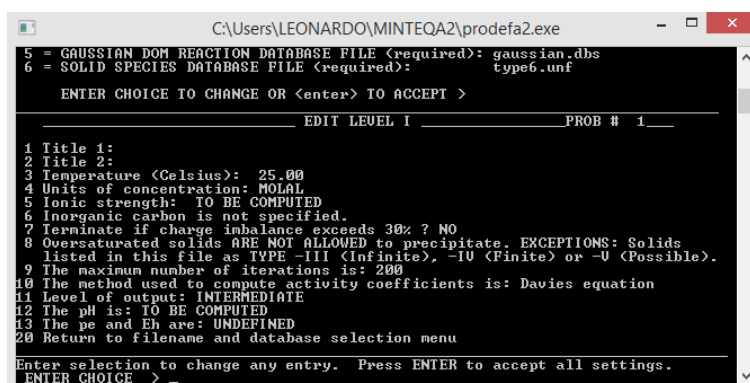 C:\Users\LEONARDO\MINTEQA2\prodefa2.exe
5 = GAUSSIAN DOM REACTION DATABASE FILE (required): gaussian.dbs
6 = SOLID SPECIES DATABASE FILE (required): type6.unf
ENTER CHOICE TO CHANGE OR <enter> TO ACCEPT >
EDIT LEVEL I PROB # 1
1 Title 1:
2 Title 2:
3 Temperature (Celsius): 25.00
4 Units of concentration: MOLAL
5 Ionic strength: TO BE COMPUTED
6 Inorganic carbon is not specified.
7 Terminate if charge imbalance exceeds 30% ? NO
8 Oversaturated solids ARE NOT ALLOWED to precipitate. EXCEPTIONS: Solids
listed in this file as TYPE -III (Infinite), -IV (Finite) or -V (Possible).
9 The maximum number of iterations is: 200
10 The method used to compute activity coefficients is: Davies equation
11 Level of output: INTERMEDIATE
12 The pH is: TO BE COMPUTED
13 The pe and Eh are: UNDEFINED
20 Return to filename and database selection menu
Enter selection to change any entry. Press ENTER to accept all settings.
ENTER CHOICE > _